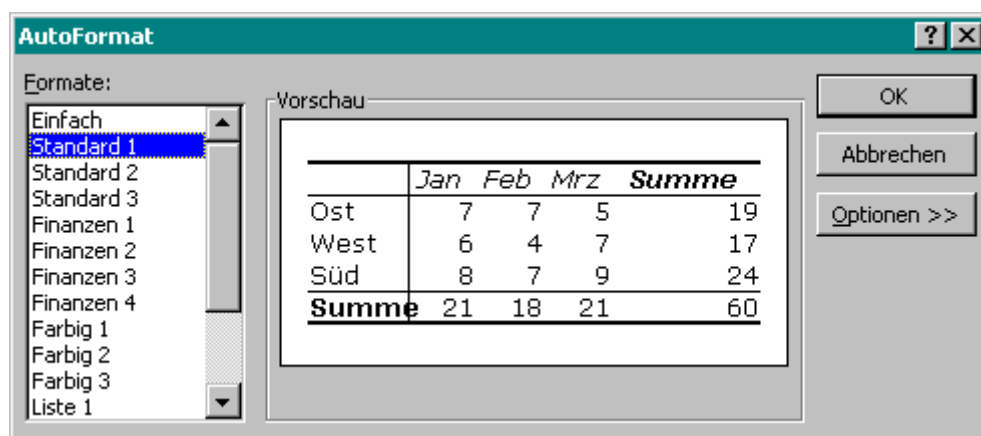 AutoFormat
Formate:
Einfach
Standard 1
Standard 2
Standard 3
Finanzen 1
Finanzen 2
Finanzen 3
Finanzen 4
Farbig 1
Farbig 2
Farbig 3
Liste 1
Vorschau
Jan Feb Mrz Summe
Ost 7 7 5 19
West 6 4 7 17
Süd 8 7 9 24
Summe 21 18 21 60
OK
Abbrechen
Optionen >>